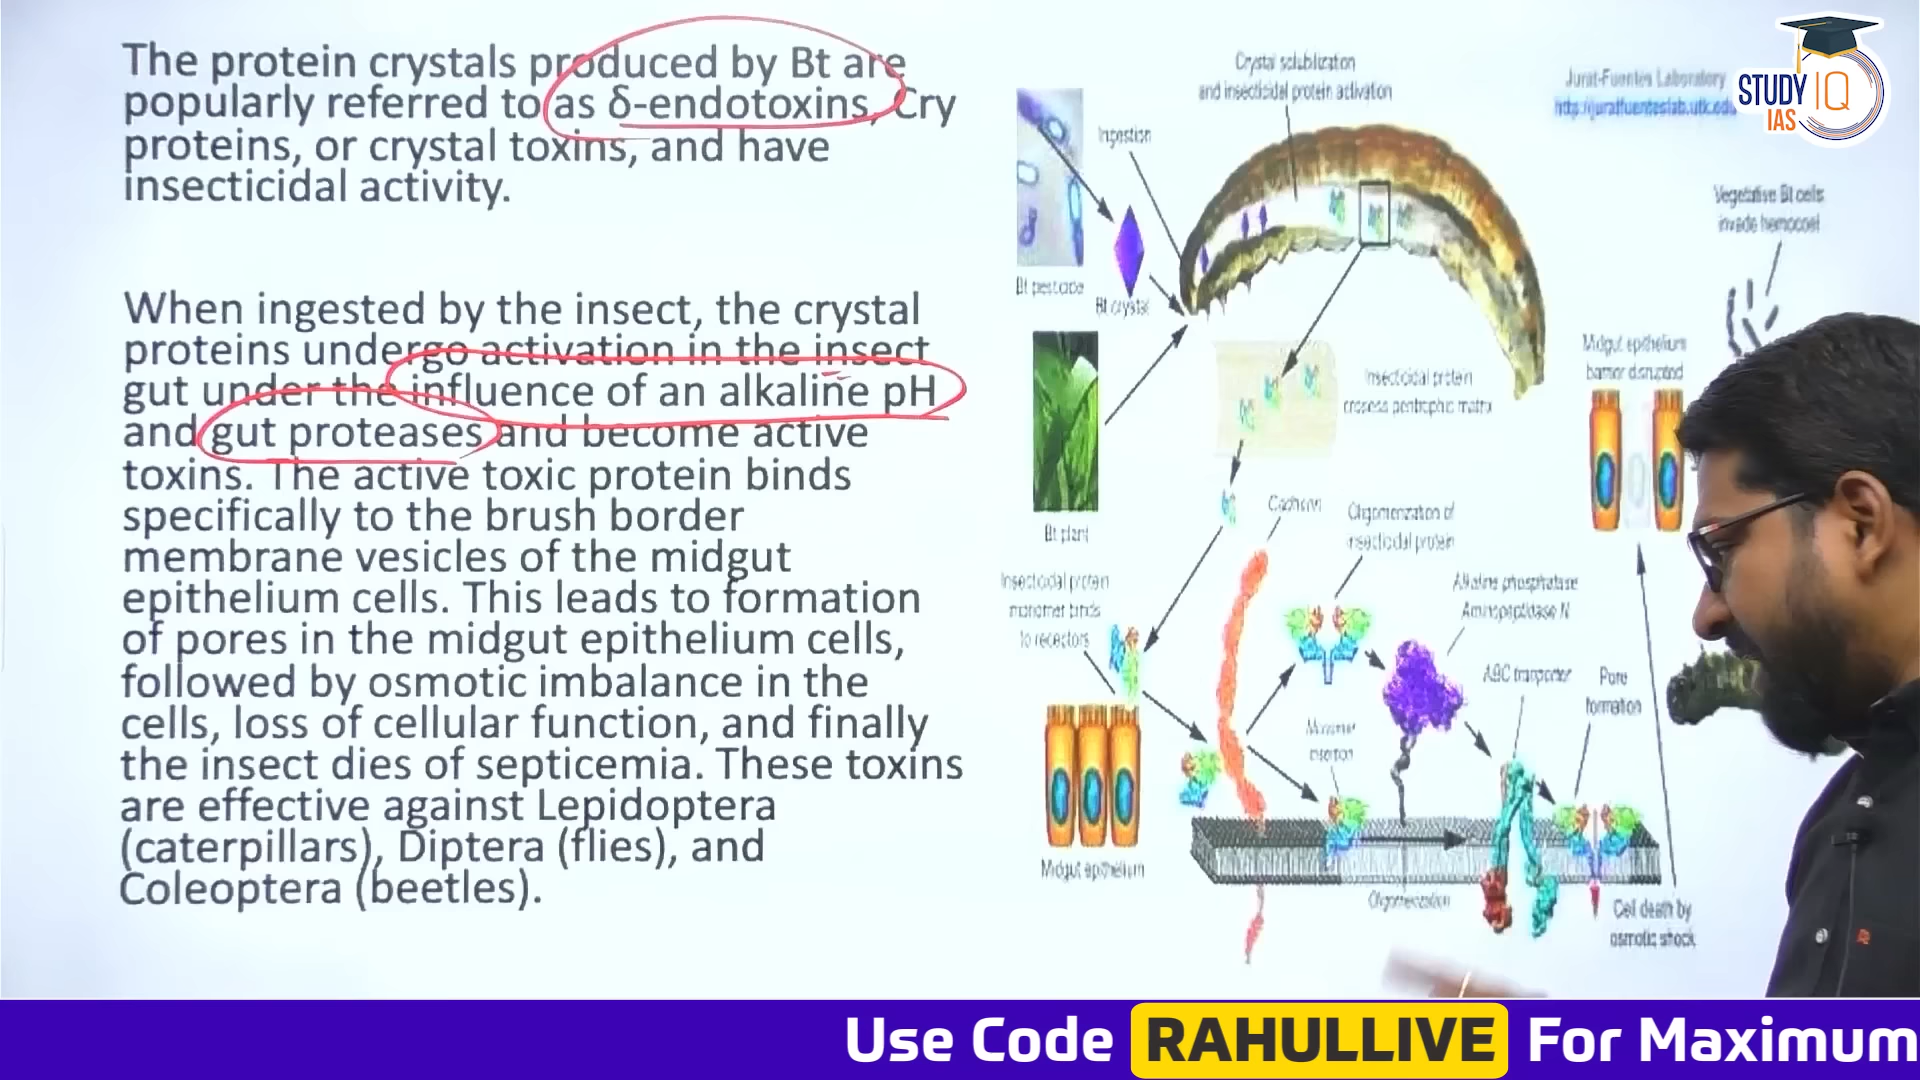 The protein crystals produced by Bt are
popularly referred to as δ-endotoxins, Cry
proteins, or crystal toxins, and have
insecticidal activity.
When ingested by the insect, the crystal
proteins undergo activation in the insect
gut under the influence of an alkaline pH
and gut proteases and become active
toxins. The active toxic protein binds
specifically to the brush border
membrane vesicles of the midgut
epithelium cells. This leads to formation
of pores in the midgut epithelium cells,
followed by osmotic imbalance in the
cells, loss of cellular function, and finally
the insect dies of septicemia. These toxins
are effective against Lepidoptera
(caterpillars), Diptera (flies), and
Coleoptera (beetles).
Crystal solubilization
and insecticidal protein activation
Jurat-Fuentes Laboratory
STUDY IQ
IAS
Ingestion
Vegetative Bt cells
invade hemocoel
Bt pesticide
Bt crystal
Midgut epithelium
barrier disrupted
Insecticidal protein
crosses peritrophic matrix
Bt plant
Cadherin
Oligomerization of
insecticidal protein
Insecticidal protein
monomer binds
to receptors
Alkaline phosphatase
Aminopeptidase N
ABC transporter
Pore
formation
Monomer
insertion
Midgut epithelium
Oligomerization
Cell death by
osmotic shock
Use Code RAHULLIVE For Maximum